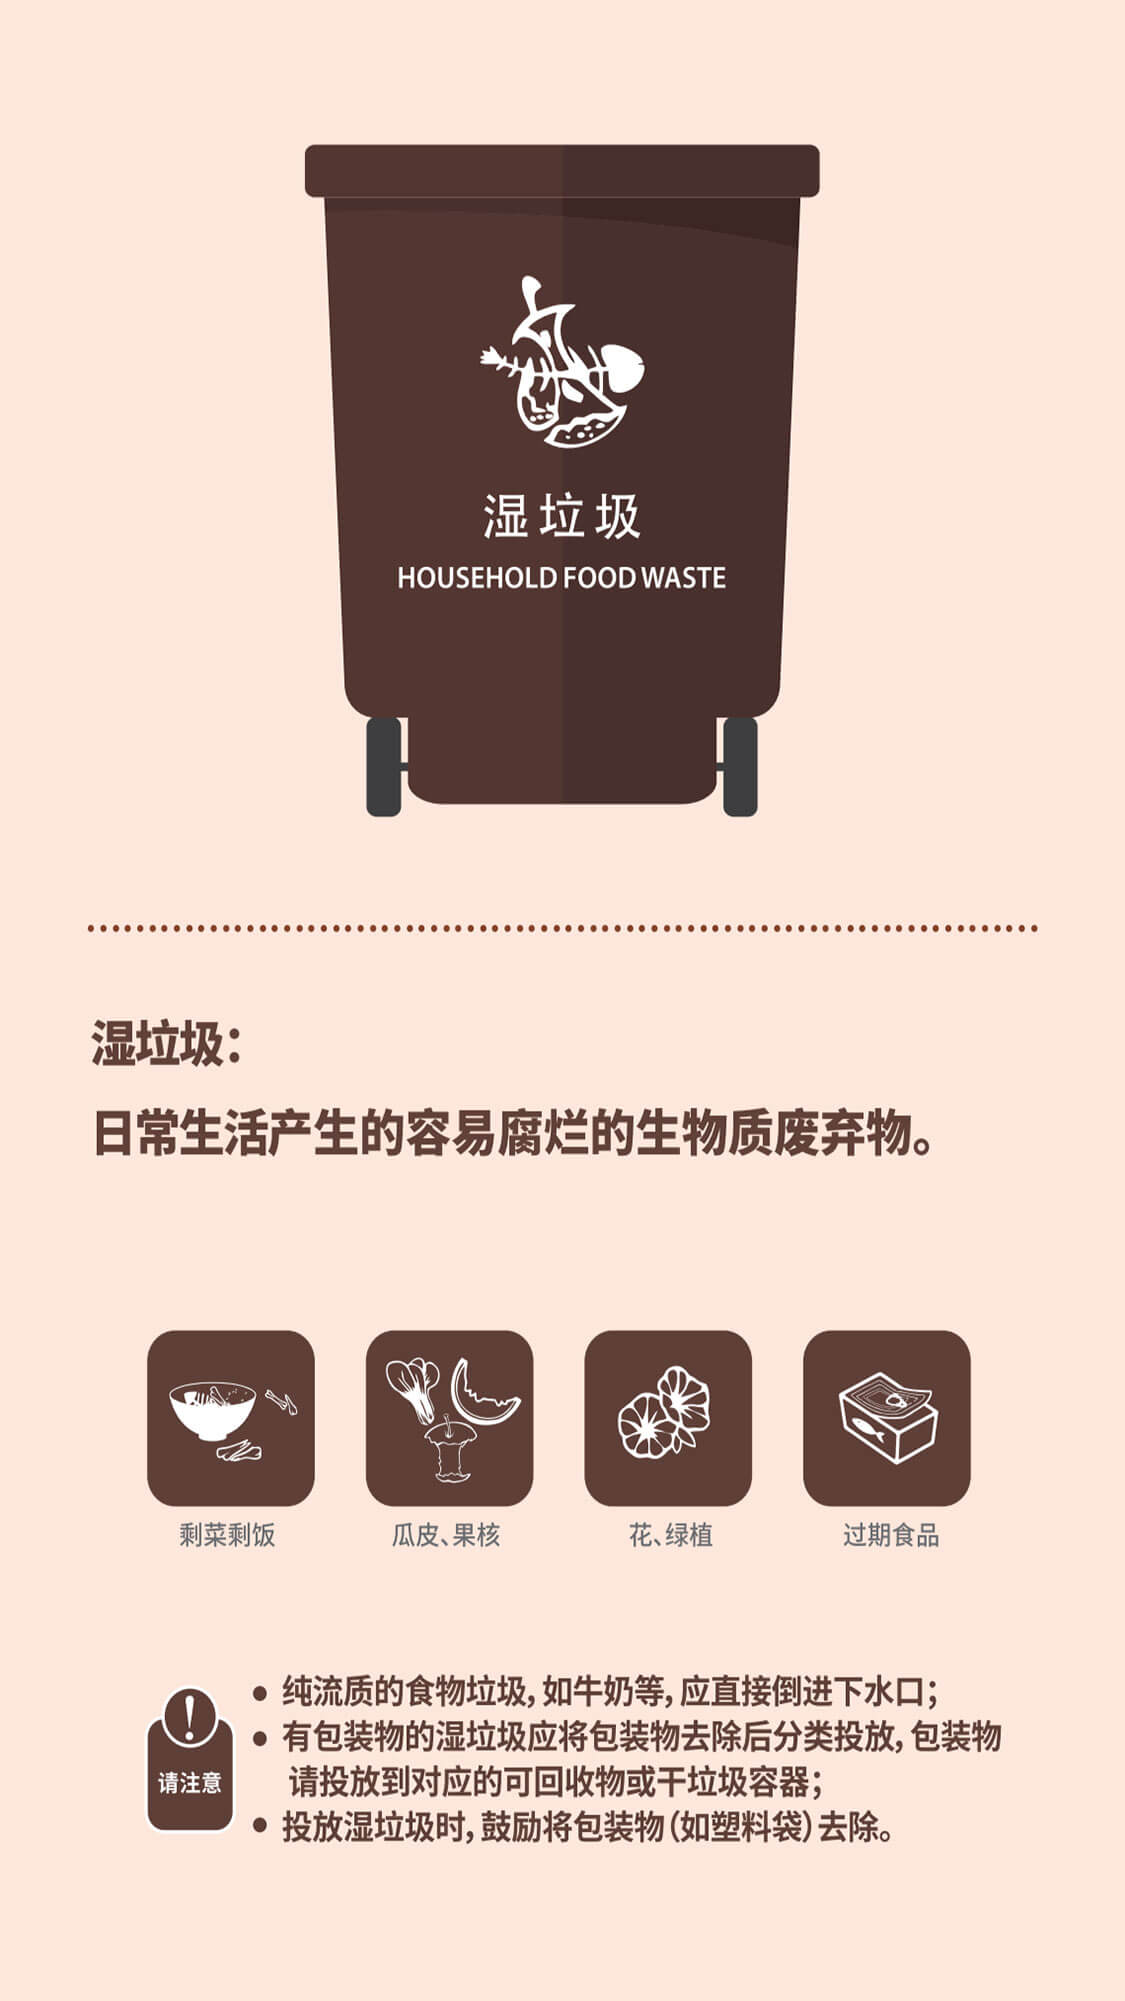 湿垃圾
HOUSEHOLD FOOD WASTE
湿垃圾：
日常生活产生的容易腐烂的生物质废弃物。
剩菜剩饭
瓜皮、果核
花、绿植
过期食品
请注意
● 纯流质的食物垃圾，如牛奶等，应直接倒进下水口；
● 有包装物的湿垃圾应将包装物去除后分类投放，包装物
请投放到对应的可回收物或干垃圾容器；
● 投放湿垃圾时，鼓励将包装物（如塑料袋）去除。